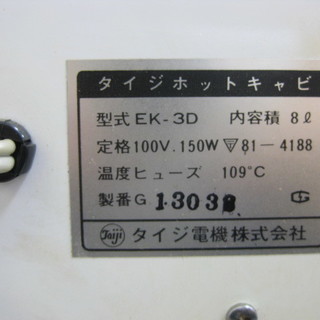 タイジホットキャビ
型式 EK-3D 内容積 8ℓ
定格100V.150W ▽81-4188
温度ヒューズ 109°C
製番G 13038
Taiji タイジ電機株式会社